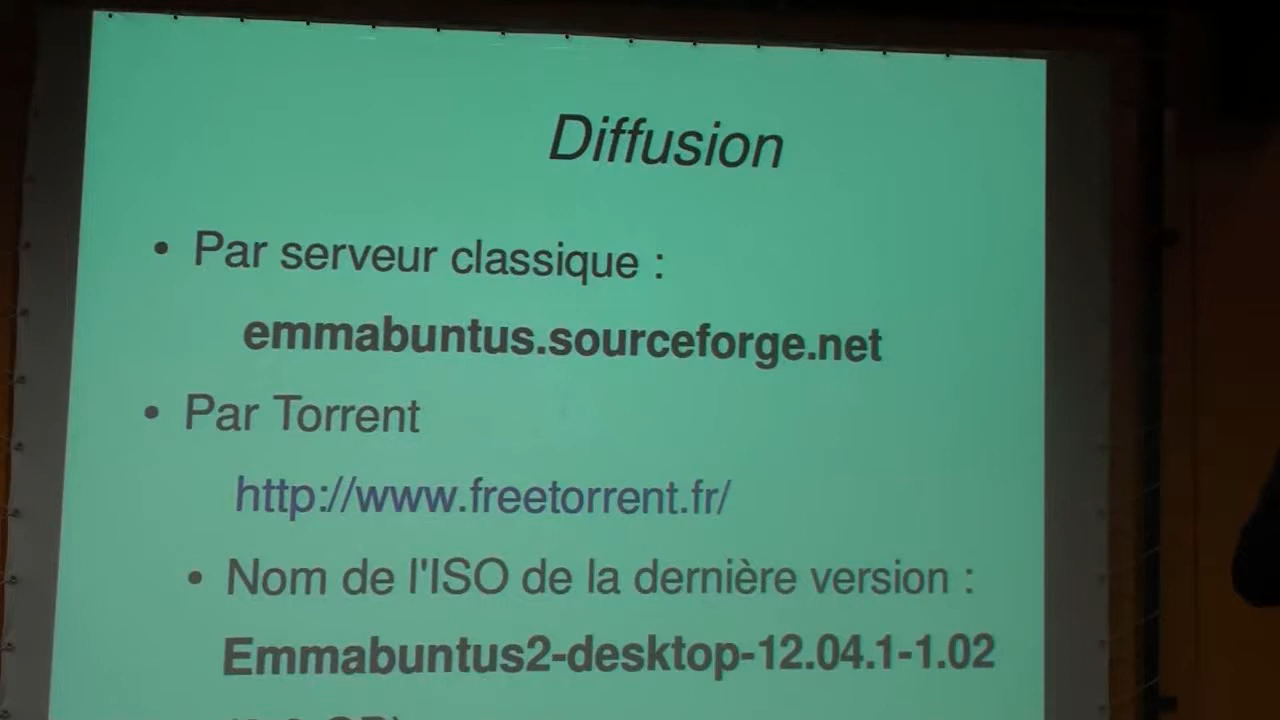 Diffusion
• Par serveur classique :
emmabuntus.sourceforge.net
• Par Torrent
http://www.freetorrent.fr/
• Nom de l'ISO de la dernière version :
Emmabuntus2-desktop-12.04.1-1.02